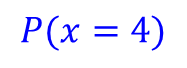 P(x = 4)